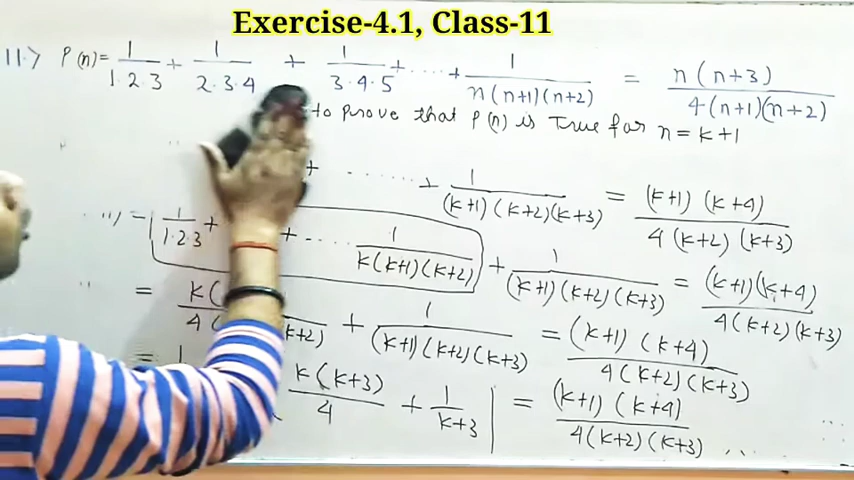 Exercise-4.1, Class-11
11.> P(n)= 1/1·2·3 + 1/2·3·4 + 1/3·4·5 + ..... + 1/n(n+1)(n+2) = n(n+3)/4(n+1)(n+2)
to Prove that P(n) is True for n=k+1
+ ........ + 1/(k+1)(k+2)(k+3) = (k+1)(k+4)/4(k+2)(k+3)
" = 1/1·2·3 + + .... 1/k(k+1)(k+2) + 1/(k+1)(k+2)(k+3) = (k+1)(k+4)/4(k+2)(k+3)
" = k( /4( k+2) + 1/(k+1)(k+2)(k+3) = (k+1)(k+4)/4(k+2)(k+3)
= 1 k(k+3)/4 + 1/k+3 | = (k+1)(k+4)/4(k+2)(k+3)